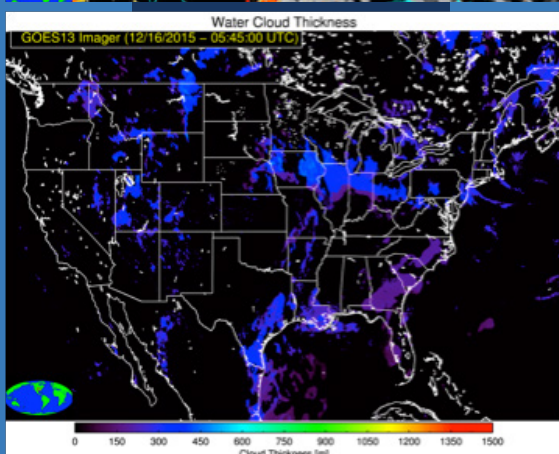 Water Cloud Thickness
GOES13 Imager (12/16/2015 – 05:45:00 UTC)
0 150 300 450 600 750 900 1050 1200 1350 1500
Cloud Thickness [m]